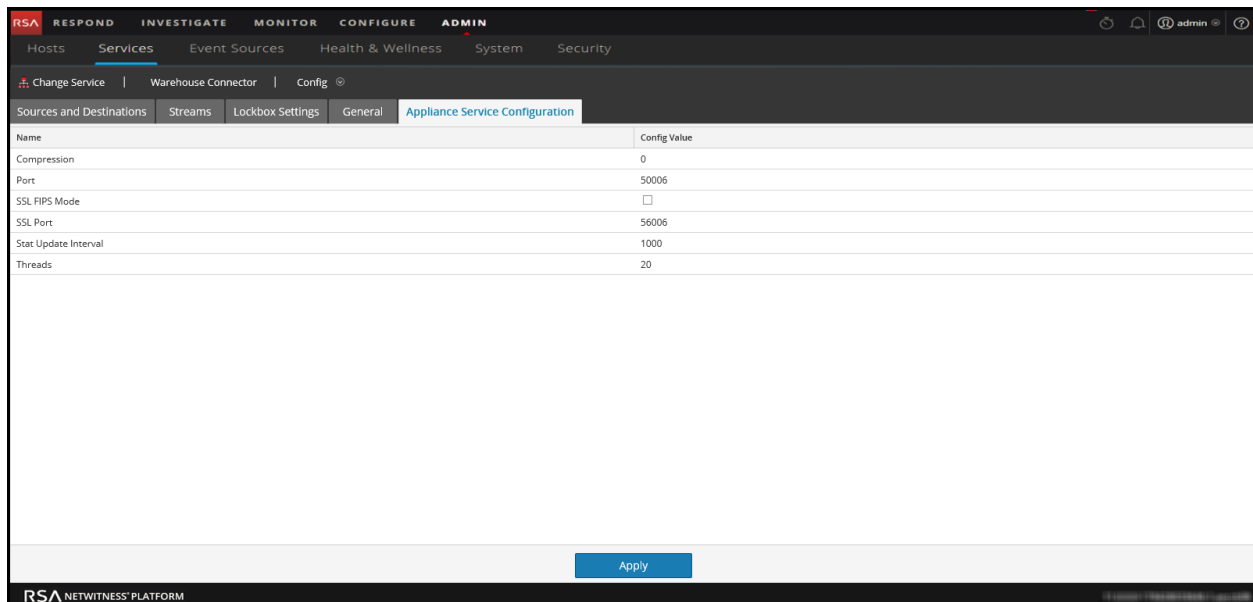 RSA RESPOND INVESTIGATE MONITOR CONFIGURE ADMIN admin
Hosts Services Event Sources Health & Wellness System Security
Change Service | Warehouse Connector | Config
Sources and Destinations Streams Lockbox Settings General Appliance Service Configuration
Name Config Value
Compression 0
Port 50006
SSL FIPS Mode
SSL Port 56006
Stat Update Interval 1000
Threads 20
Apply
RSA NETWITNESS® PLATFORM